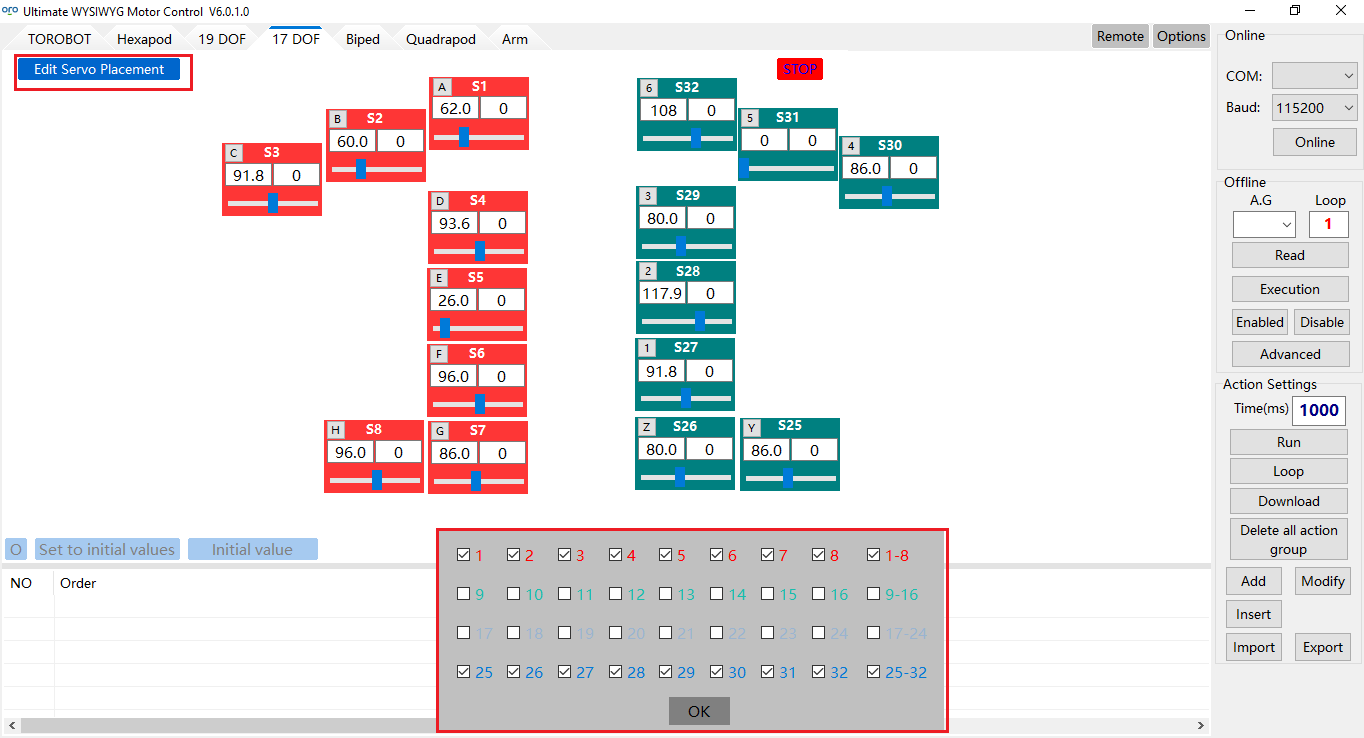 oro Ultimate WYSIWYG Motor Control V6.0.1.0
TOROBOT Hexapod 19 DOF 17 DOF Biped Quadrapod Arm Remote Options
Edit Servo Placement
STOP
A S1
62.0 0
B S2
60.0 0
C S3
91.8 0
D S4
93.6 0
E S5
26.0 0
F S6
96.0 0
H S8
96.0 0
G S7
86.0 0
6 S32
108 0
5 S31
0 0
4 S30
86.0 0
3 S29
80.0 0
2 S28
117.9 0
1 S27
91.8 0
Z S26
80.0 0
Y S25
86.0 0
O Set to initial values Initial value
NO Order
1 2 3 4 5 6 7 8 1-8
9 10 11 12 13 14 15 16 9-16
17 18 19 20 21 22 23 24 17-24
25 26 27 28 29 30 31 32 25-32
OK
Online
COM:
Baud: 115200
Online
Offline
A.G Loop
1
Read
Execution
Enabled Disable
Advanced
Action Settings
Time(ms) 1000
Run
Loop
Download
Delete all action
group
Add Modify
Insert
Import Export